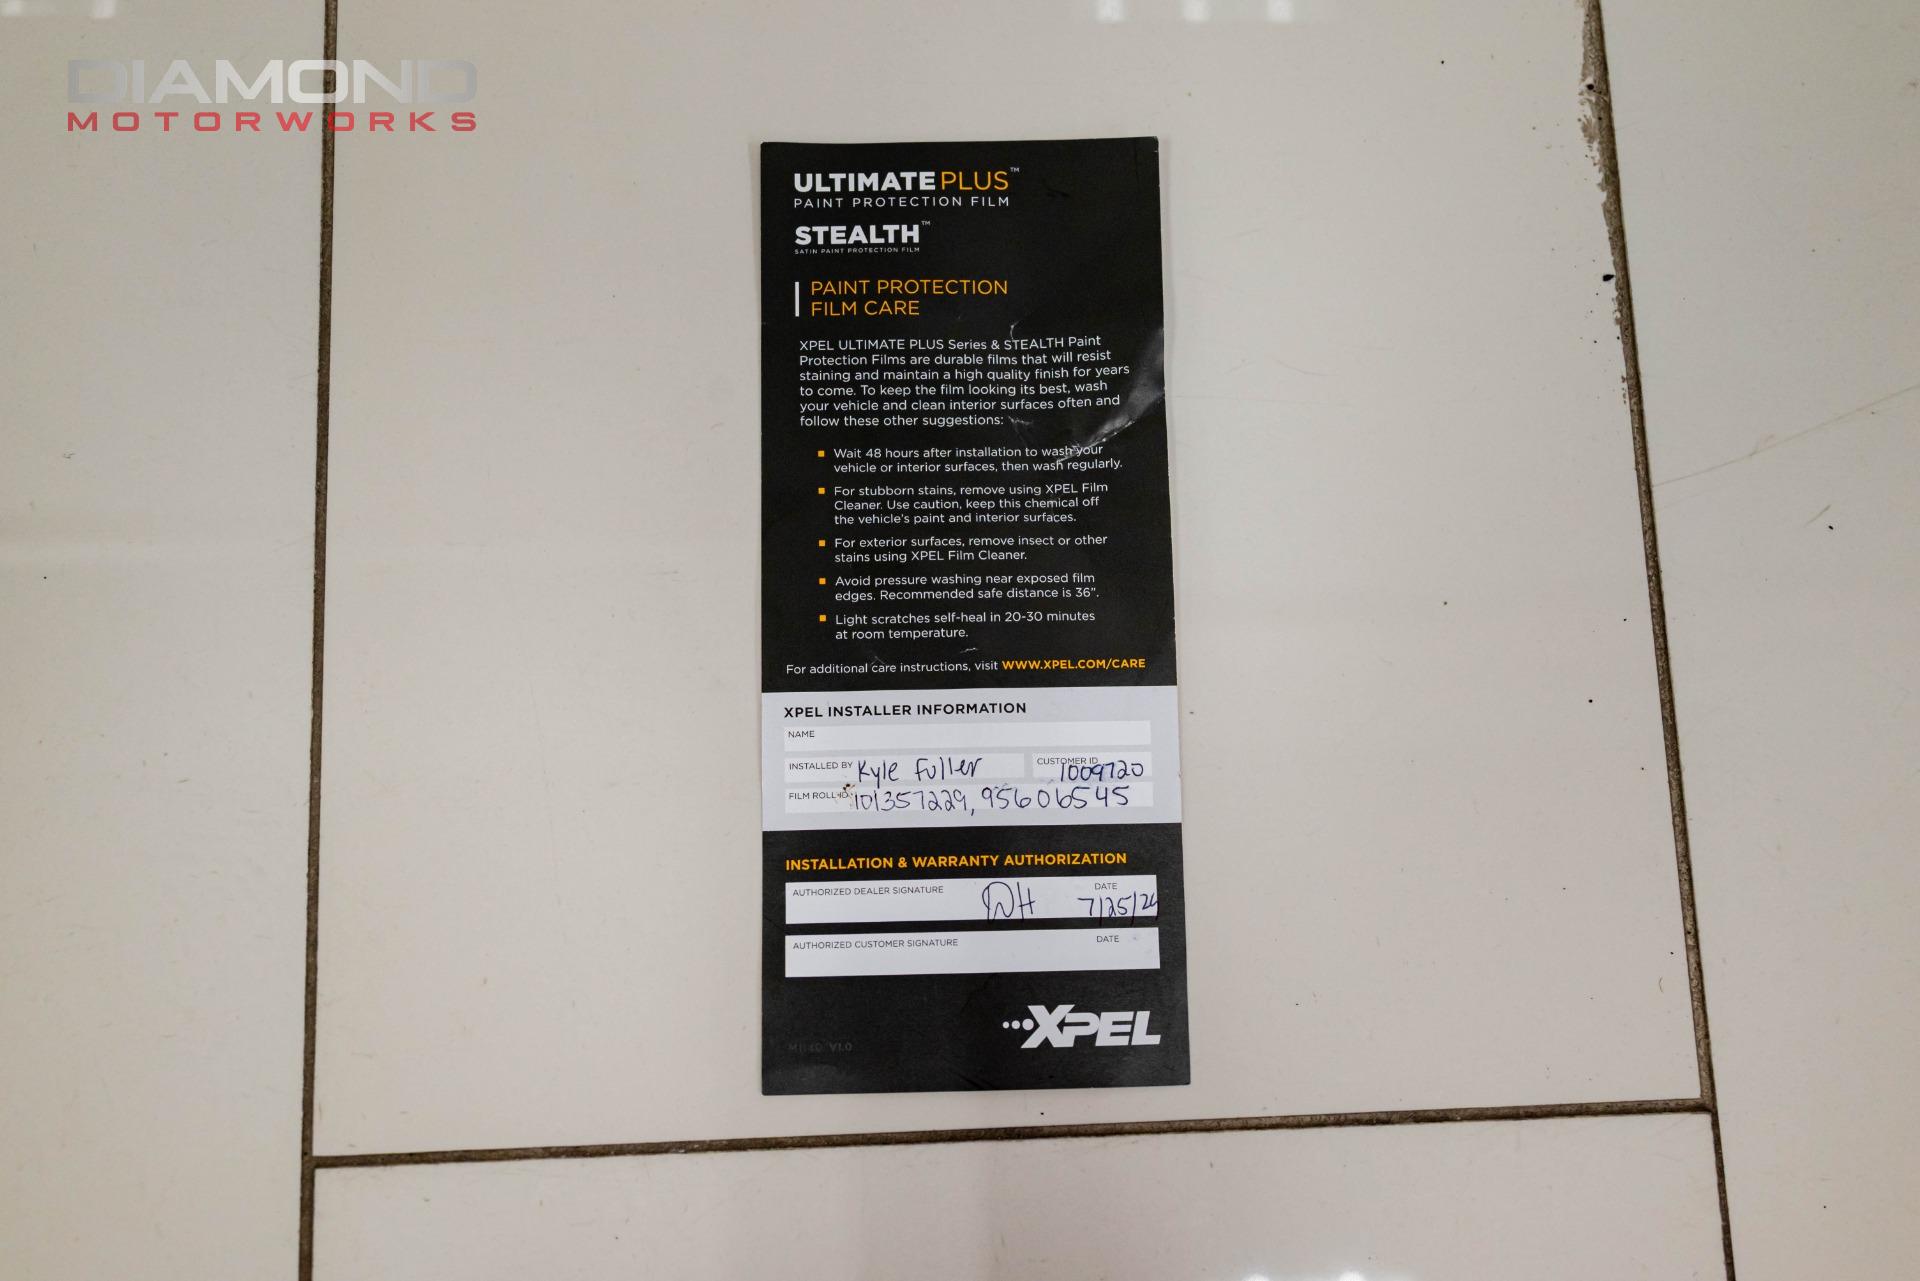 DIAMOND
MOTORWORKS
ULTIMATE PLUS™
PAINT PROTECTION FILM
STEALTH™
SATIN PAINT PROTECTION FILM
PAINT PROTECTION
FILM CARE
XPEL ULTIMATE PLUS Series & STEALTH Paint
Protection Films are durable films that will resist
staining and maintain a high quality finish for years
to come. To keep the film looking its best, wash
your vehicle and clean interior surfaces often and
follow these other suggestions:
Wait 48 hours after installation to wash your
vehicle or interior surfaces, then wash regularly.
For stubborn stains, remove using XPEL Film
Cleaner. Use caution, keep this chemical off
the vehicle's paint and interior surfaces.
For exterior surfaces, remove insect or other
stains using XPEL Film Cleaner.
Avoid pressure washing near exposed film
edges. Recommended safe distance is 36".
Light scratches self-heal in 20-30 minutes
at room temperature.
For additional care instructions, visit WWW.XPEL.COM/CARE
XPEL INSTALLER INFORMATION
NAME
INSTALLED BY Kyle Fuller CUSTOMER ID 1009720
FILM ROLL ID 101357229, 95606545
INSTALLATION & WARRANTY AUTHORIZATION
AUTHORIZED DEALER SIGNATURE DH DATE 7/25/24
AUTHORIZED CUSTOMER SIGNATURE DATE
XPEL
V1.0